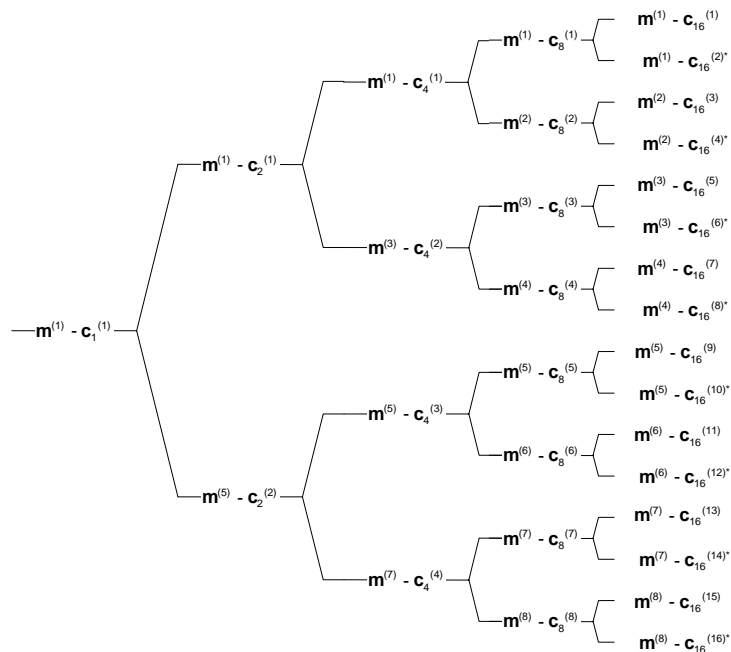 m(1) - c1(1)
m(1) - c2(1)
m(5) - c2(2)
m(1) - c4(1)
m(3) - c4(2)
m(5) - c4(3)
m(7) - c4(4)
m(1) - c8(1)
m(2) - c8(2)
m(3) - c8(3)
m(4) - c8(4)
m(5) - c8(5)
m(6) - c8(6)
m(7) - c8(7)
m(8) - c8(8)
m(1) - c16(1)
m(1) - c16(2)*
m(2) - c16(3)
m(2) - c16(4)*
m(3) - c16(5)
m(3) - c16(6)*
m(4) - c16(7)
m(4) - c16(8)*
m(5) - c16(9)
m(5) - c16(10)*
m(6) - c16(11)
m(6) - c16(12)*
m(7) - c16(13)
m(7) - c16(14)*
m(8) - c16(15)
m(8) - c16(16)*